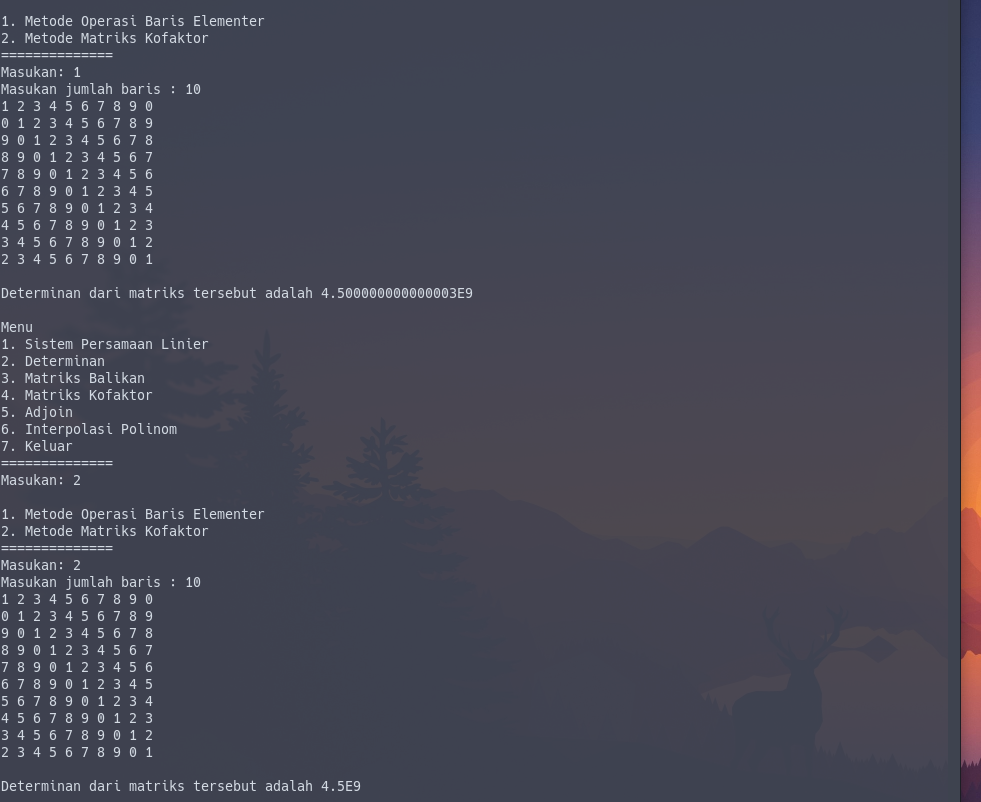 1. Metode Operasi Baris Elementer
2. Metode Matriks Kofaktor
==============
Masukan: 1
Masukan jumlah baris : 10
1 2 3 4 5 6 7 8 9 0
0 1 2 3 4 5 6 7 8 9
9 0 1 2 3 4 5 6 7 8
8 9 0 1 2 3 4 5 6 7
7 8 9 0 1 2 3 4 5 6
6 7 8 9 0 1 2 3 4 5
5 6 7 8 9 0 1 2 3 4
4 5 6 7 8 9 0 1 2 3
3 4 5 6 7 8 9 0 1 2
2 3 4 5 6 7 8 9 0 1
Determinan dari matriks tersebut adalah 4.500000000000003E9
Menu
1. Sistem Persamaan Linier
2. Determinan
3. Matriks Balikan
4. Matriks Kofaktor
5. Adjoin
6. Interpolasi Polinom
7. Keluar
==============
Masukan: 2
1. Metode Operasi Baris Elementer
2. Metode Matriks Kofaktor
==============
Masukan: 2
Masukan jumlah baris : 10
1 2 3 4 5 6 7 8 9 0
0 1 2 3 4 5 6 7 8 9
9 0 1 2 3 4 5 6 7 8
8 9 0 1 2 3 4 5 6 7
7 8 9 0 1 2 3 4 5 6
6 7 8 9 0 1 2 3 4 5
5 6 7 8 9 0 1 2 3 4
4 5 6 7 8 9 0 1 2 3
3 4 5 6 7 8 9 0 1 2
2 3 4 5 6 7 8 9 0 1
Determinan dari matriks tersebut adalah 4.5E9